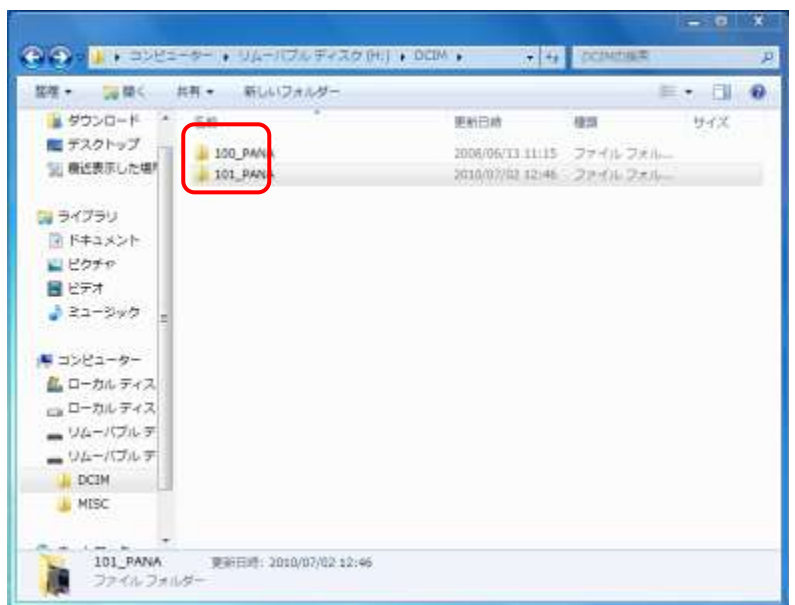 コンピューター ▸ リムーバブル ディスク (H:) ▸ DCIM ▸
DCIMの検索
整理 ▼ 開く 共有 ▼ 新しいフォルダー
名前 更新日時 種類 サイズ
100_PANA 2008/06/13 11:15 ファイル フォル...
101_PANA 2010/07/02 12:46 ファイル フォル...
ダウンロード
デスクトップ
最近表示した場所
ライブラリ
ドキュメント
ピクチャ
ビデオ
ミュージック
コンピューター
ローカル ディス
ローカル ディス
リムーバブル デ
リムーバブル デ
DCIM
MISC
101_PANA 更新日時: 2010/07/02 12:46
ファイル フォルダー